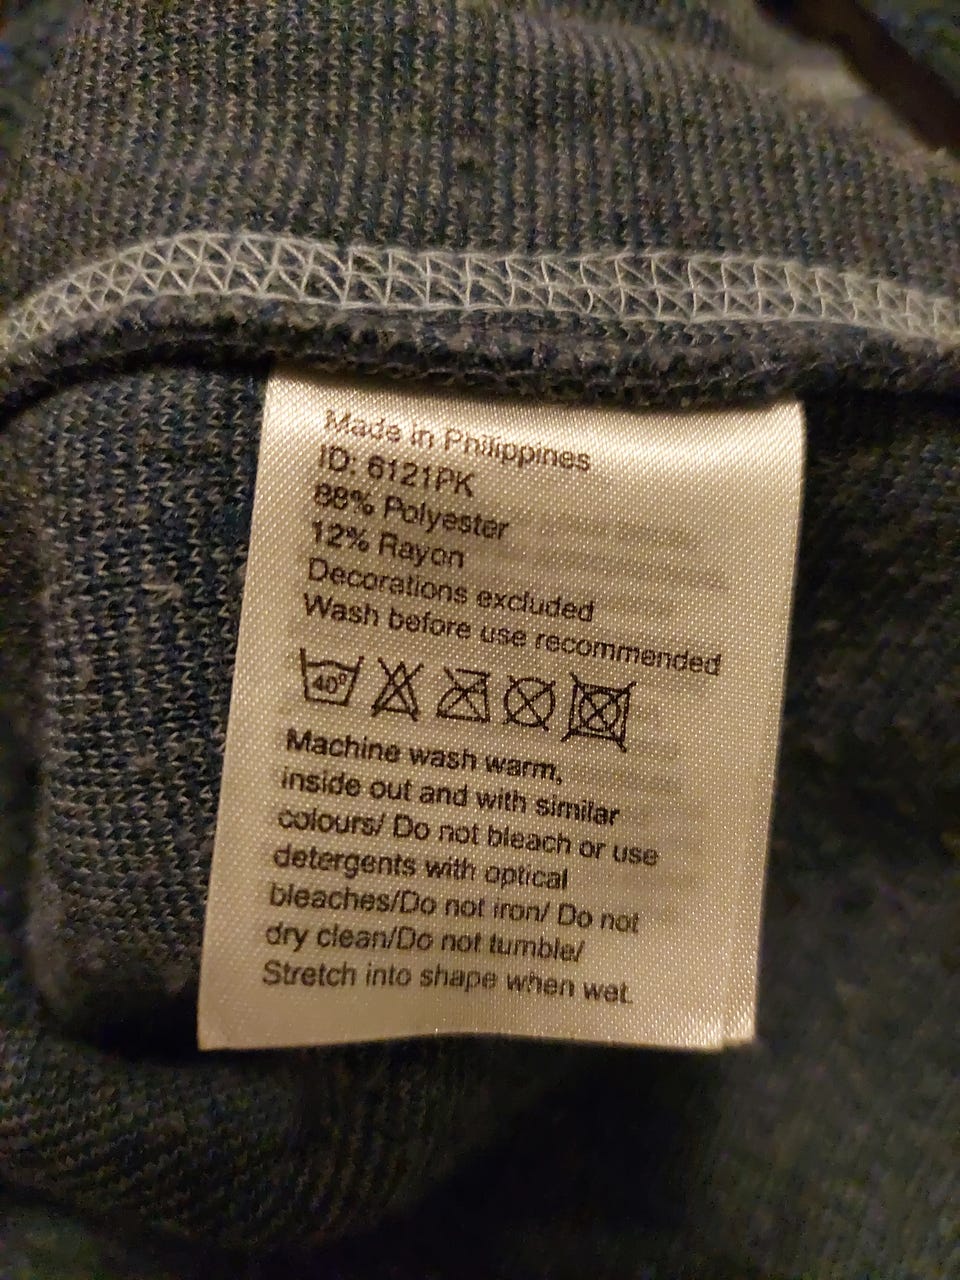 Made in Philippines
ID: 6121PK
88% Polyester
12% Rayon
Decorations excluded
Wash before use recommended
40°
Machine wash warm,
inside out and with similar
colours/ Do not bleach or use
detergents with optical
bleaches/Do not iron/ Do not
dry clean/Do not tumble/
Stretch into shape when wet.